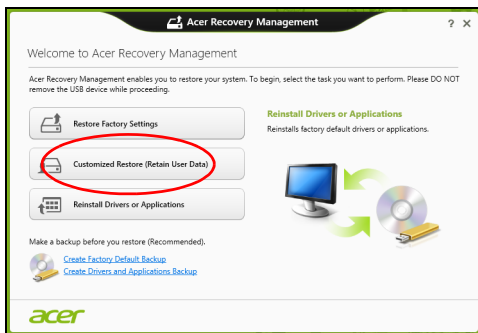 Acer Recovery Management
? ×
Welcome to Acer Recovery Management
Acer Recovery Management enables you to restore your system. To begin, select the task you want to perform. Please DO NOT
remove the USB device while proceeding.
Restore Factory Settings
Customized Restore (Retain User Data)
Reinstall Drivers or Applications
Reinstall Drivers or Applications
Reinstalls factory default drivers or applications.
Make a backup before you restore (Recommended).
Create Factory Default Backup
Create Drivers and Applications Backup
acer